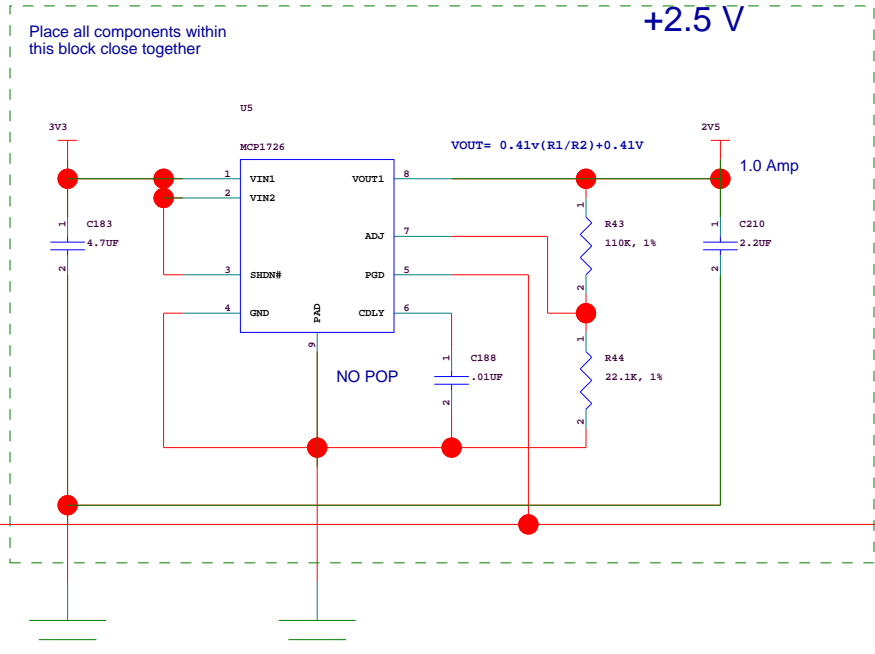 +2.5 V
Place all components within
this block close together
U5
3V3
2V5
MCP1726
VOUT= 0.41v(R1/R2)+0.41V
1.0 Amp
1
VIN1
VOUT1
8
2
VIN2
1
C183
4.7UF
2
ADJ
7
1
R43
110K, 1%
2
1
C210
2.2UF
2
3
SHDN#
PGD
5
4
GND
PAD
CDLY
6
9
NO POP
1
C188
.01UF
2
1
R44
22.1K, 1%
2